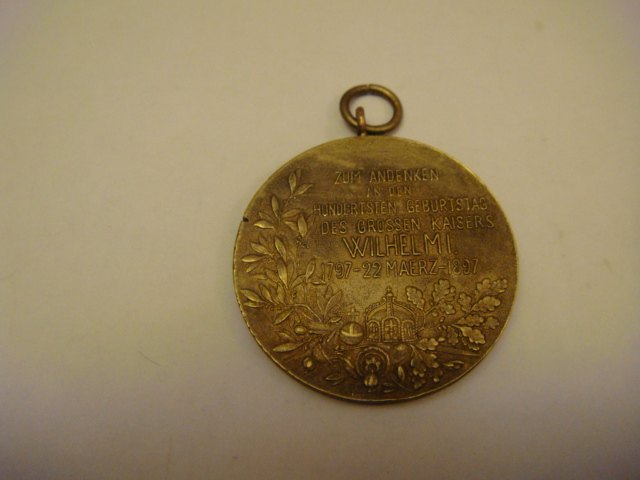 ZUM ANDENKEN
AN DEN
HUNDERTSTEN GEBURTSTAG
DES GROSSEN KAISERS
WILHELM I.
1797-22 MAERZ-1897